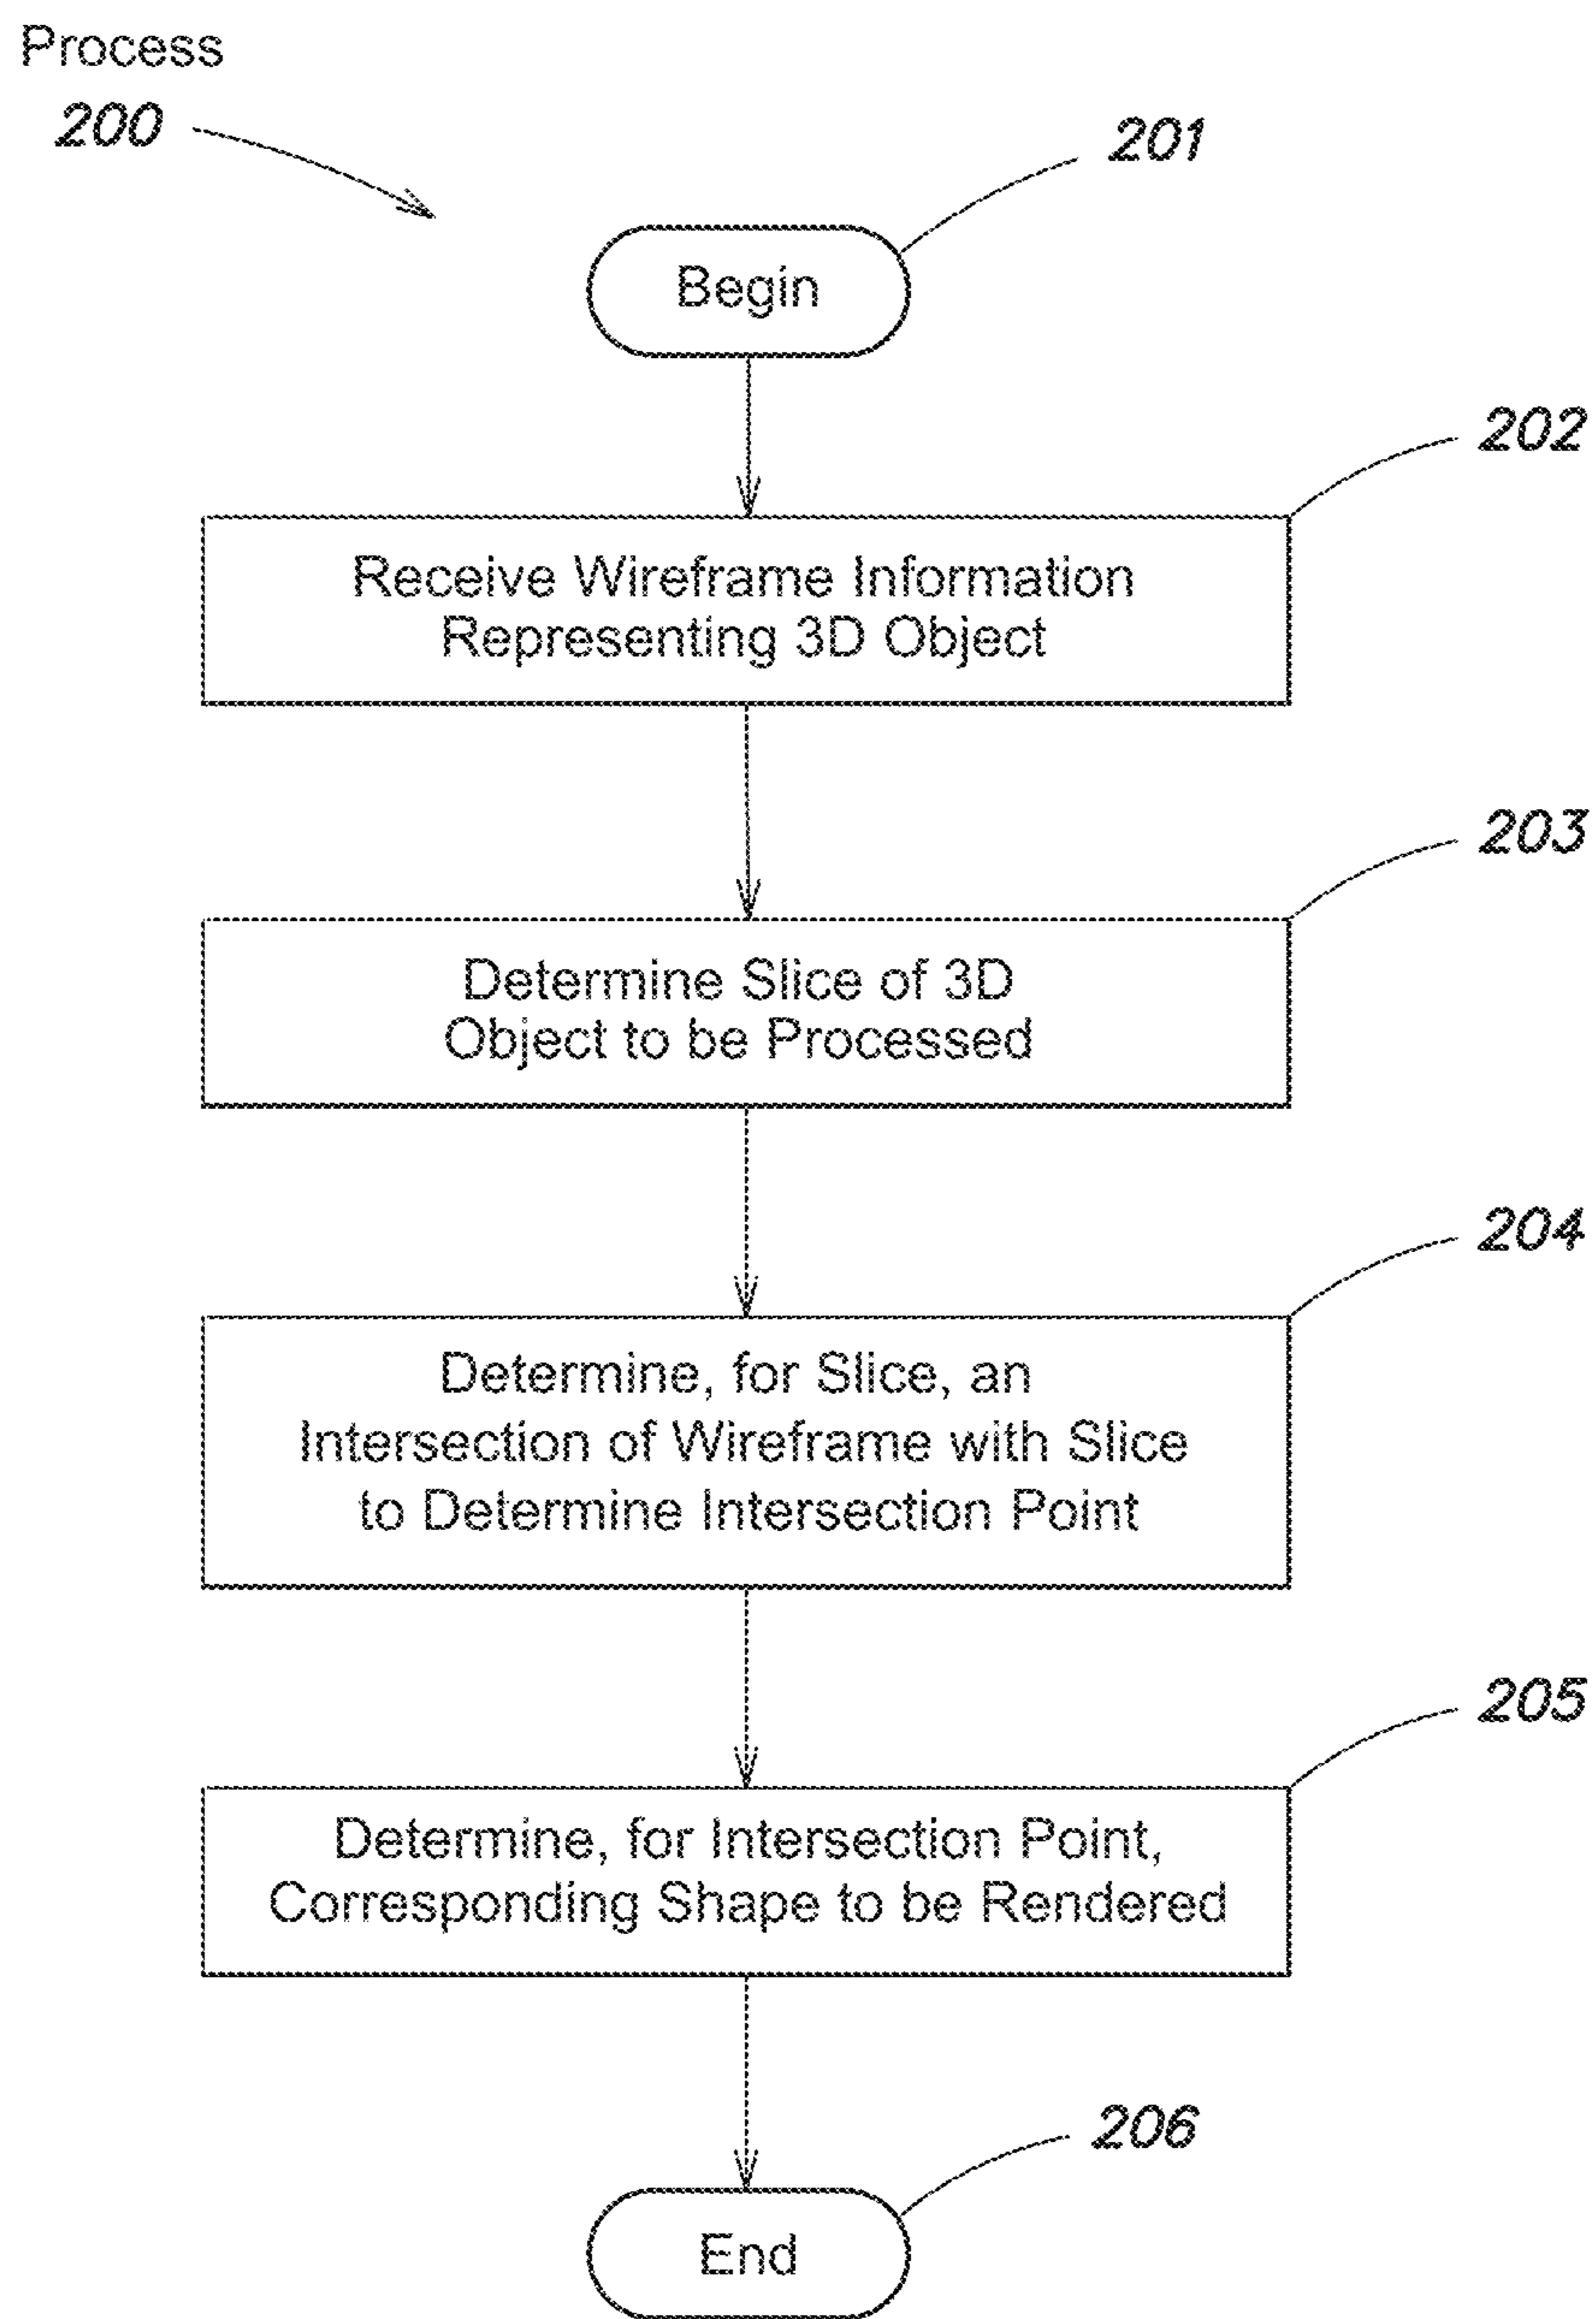 Process
200
201
Begin
202
Receive Wireframe Information
Representing 3D Object
203
Determine Slice of 3D
Object to be Processed
204
Determine, for Slice, an
Intersection of Wireframe with Slice
to Determine Intersection Point
205
Determine, for Intersection Point,
Corresponding Shape to be Rendered
206
End